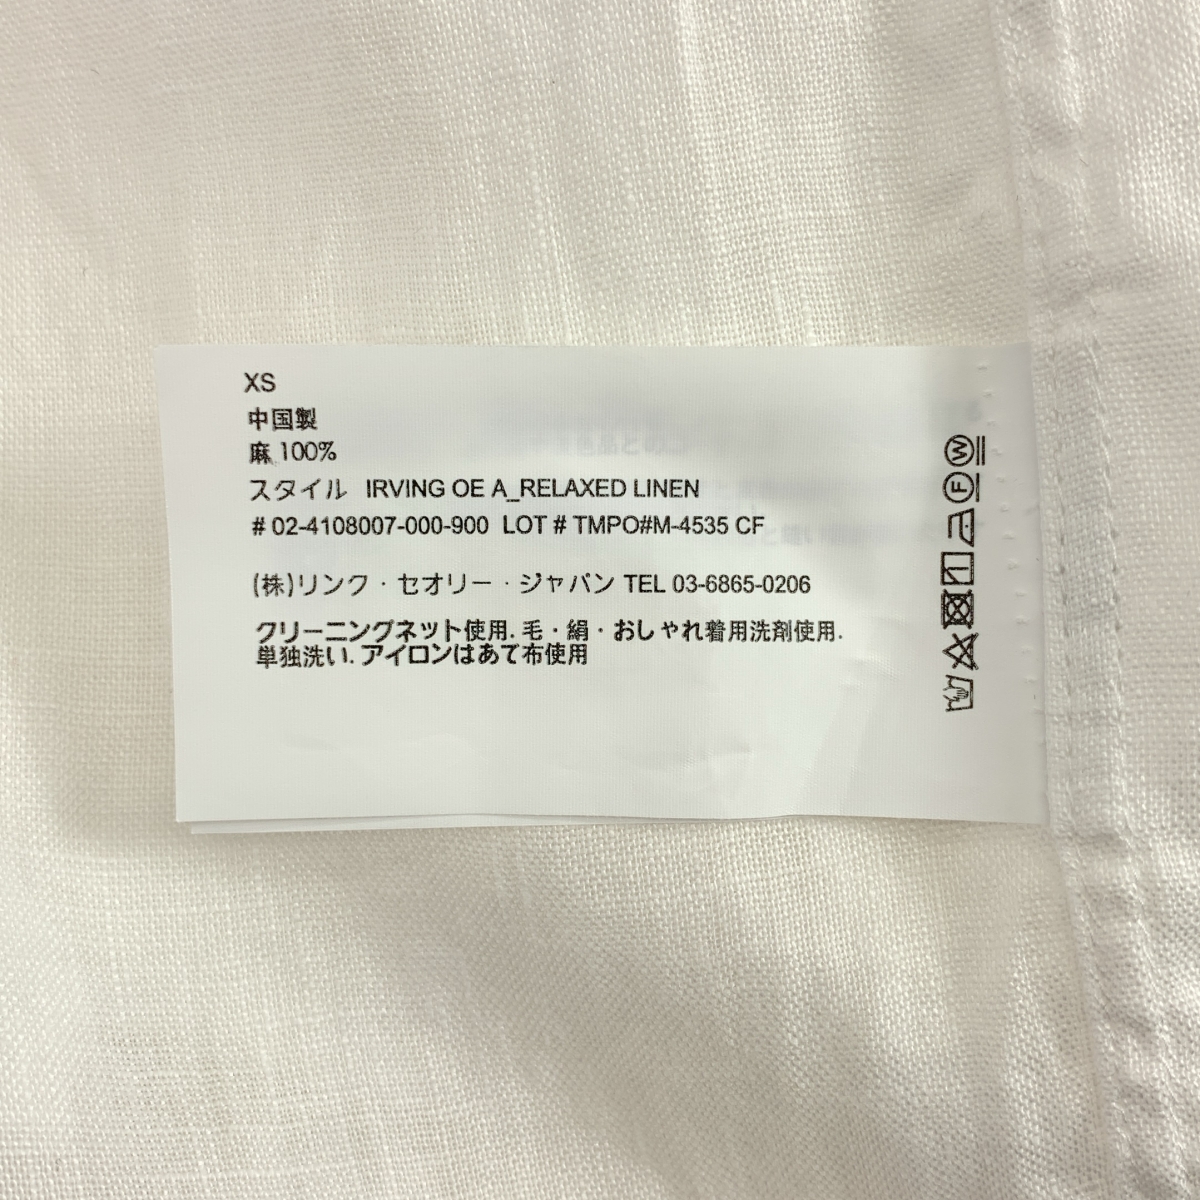 XS
中国製
麻 100%
スタイル IRVING OE A_RELAXED LINEN
# 02-4108007-000-900 LOT # TMPO#M-4535 CF
(株)リンク・セオリー・ジャパン TEL 03-6865-0206
クリーニングネット使用. 毛・絹・おしゃれ着用洗剤使用.
単独洗い. アイロンはあて布使用
W
F